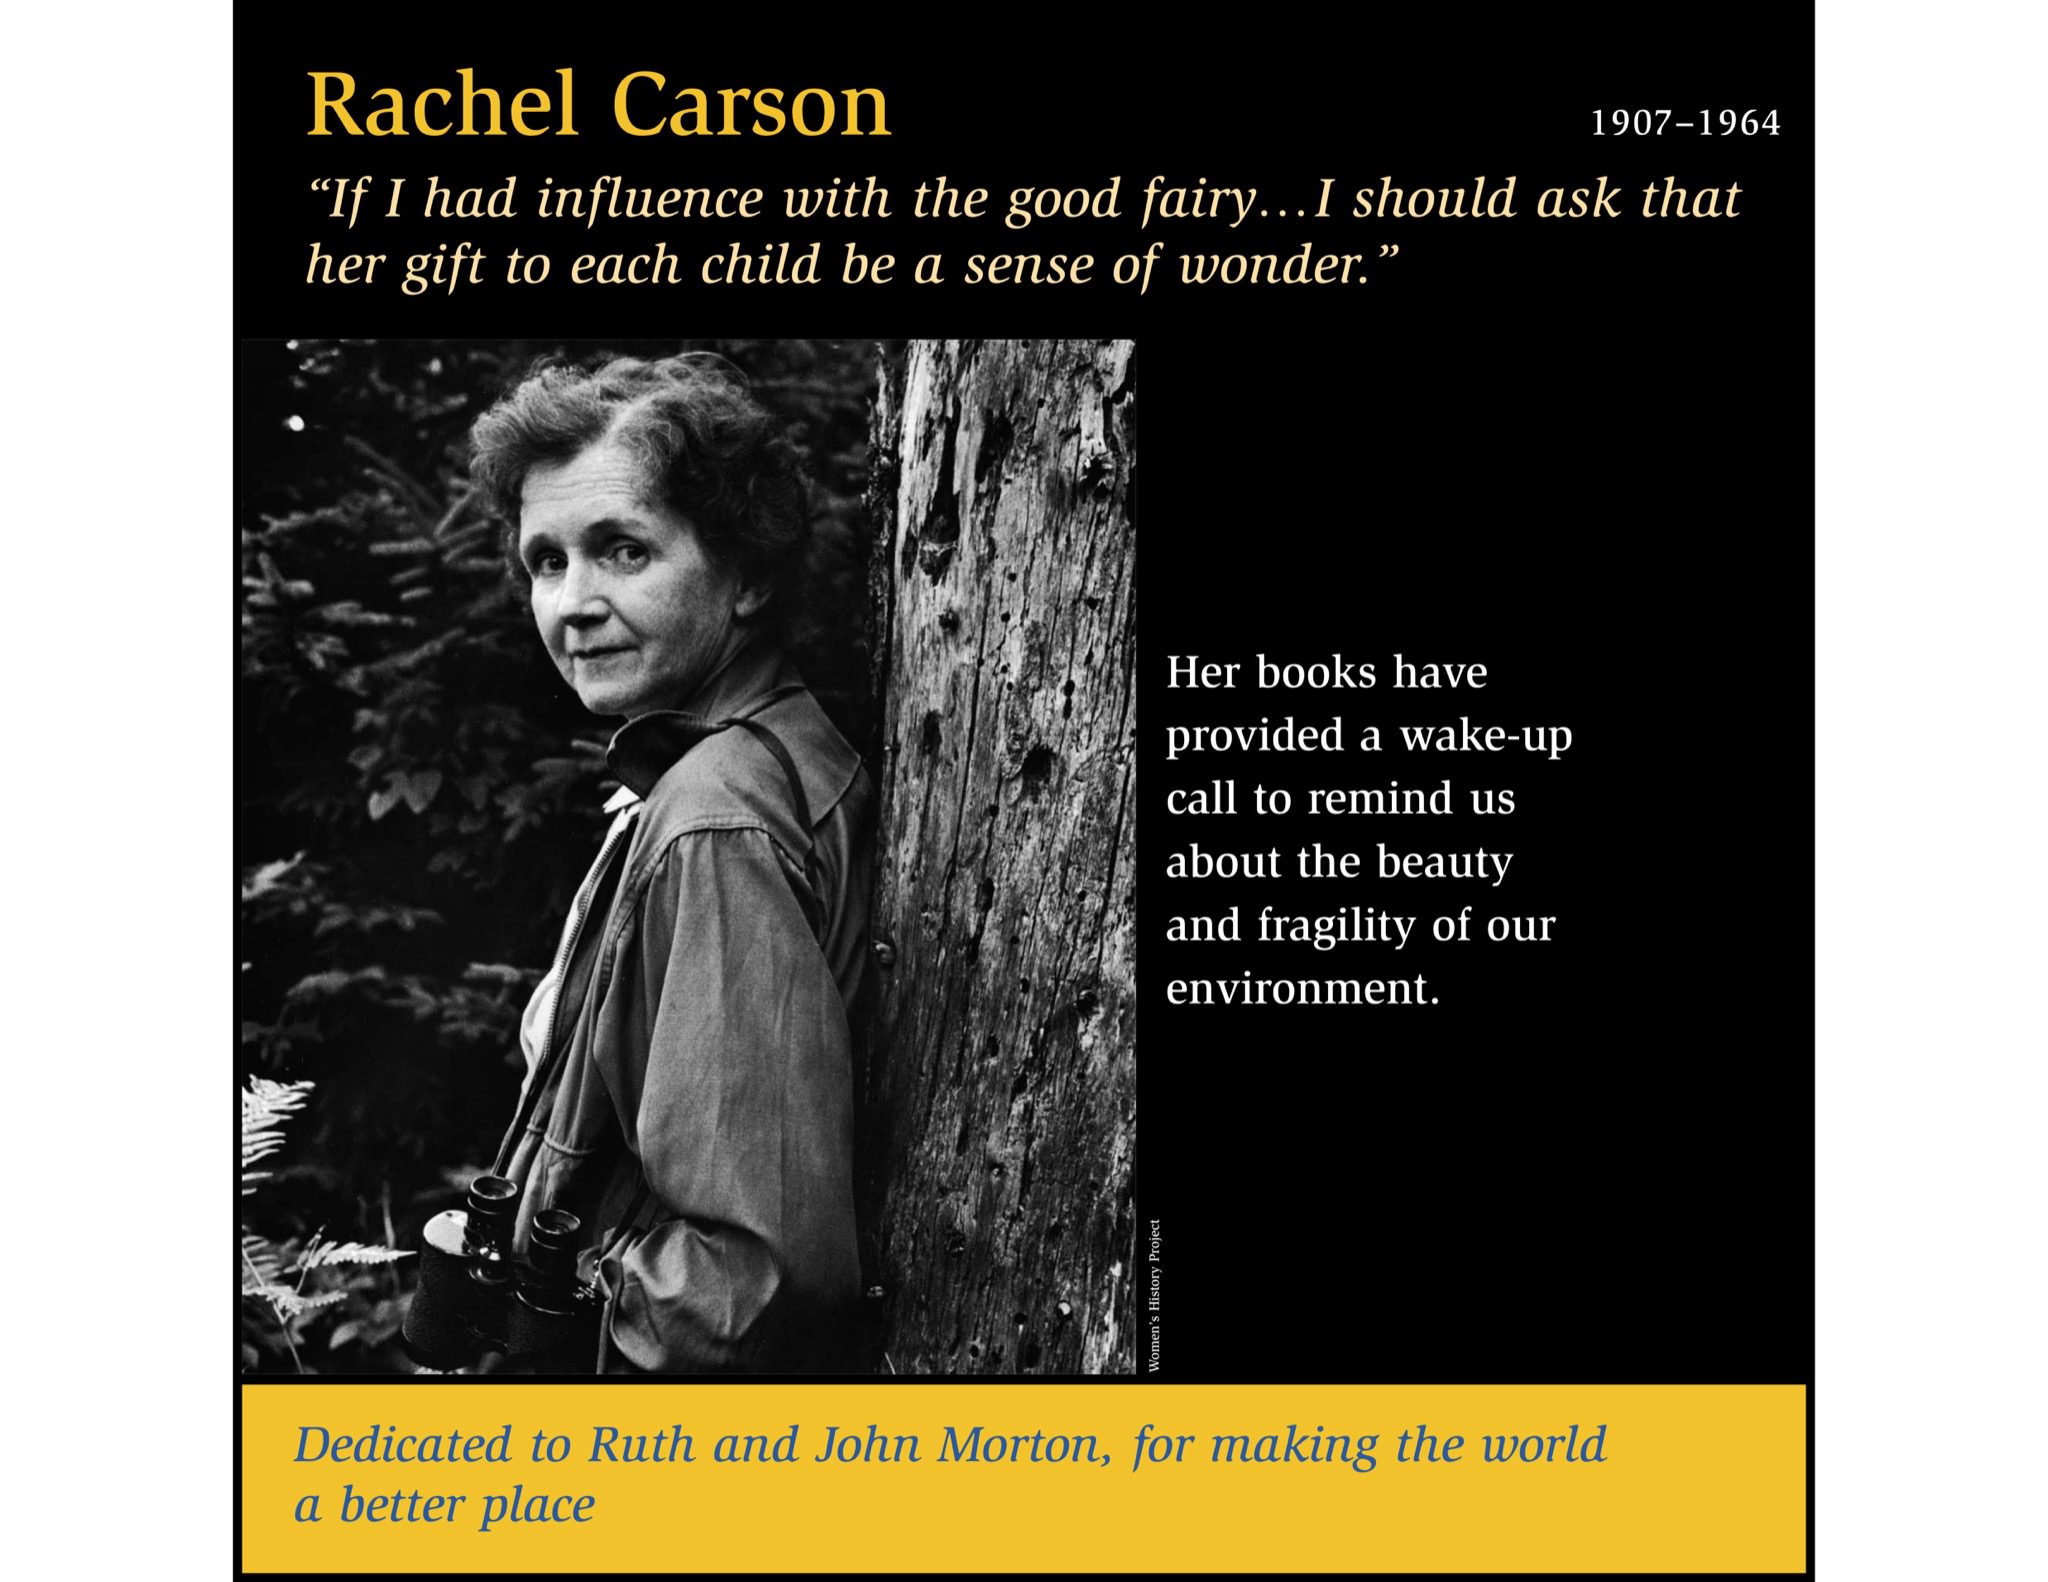 Rachel Carson
1907–1964
“If I had influence with the good fairy…I should ask that
her gift to each child be a sense of wonder.”
Her books have
provided a wake-up
call to remind us
about the beauty
and fragility of our
environment.
Women’s History Project
Dedicated to Ruth and John Morton, for making the world
a better place